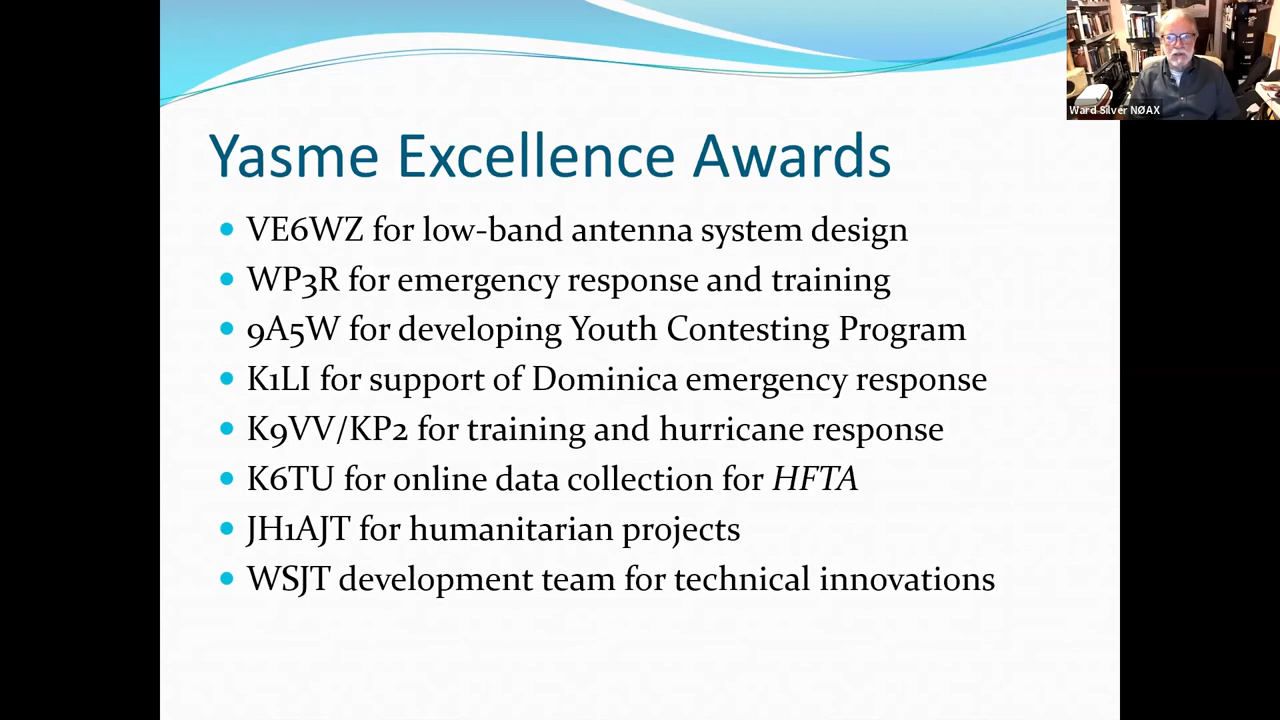 Ward Silver NØAX
Yasme Excellence Awards
• VE6WZ for low-band antenna system design
• WP3R for emergency response and training
• 9A5W for developing Youth Contesting Program
• K1LI for support of Dominica emergency response
• K9VV/KP2 for training and hurricane response
• K6TU for online data collection for HFTA
• JH1AJT for humanitarian projects
• WSJT development team for technical innovations